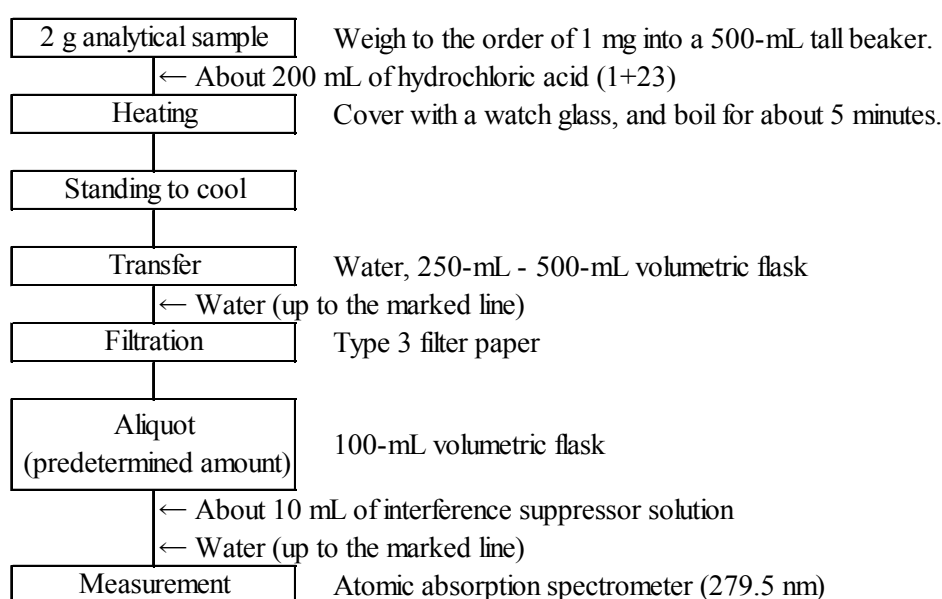 2 g analytical sample Weigh to the order of 1 mg into a 500-mL tall beaker.
← About 200 mL of hydrochloric acid (1+23)
Heating Cover with a watch glass, and boil for about 5 minutes.
Standing to cool
Transfer Water, 250-mL - 500-mL volumetric flask
← Water (up to the marked line)
Filtration Type 3 filter paper
Aliquot
(predetermined amount) 100-mL volumetric flask
← About 10 mL of interference suppressor solution
← Water (up to the marked line)
Measurement Atomic absorption spectrometer (279.5 nm)